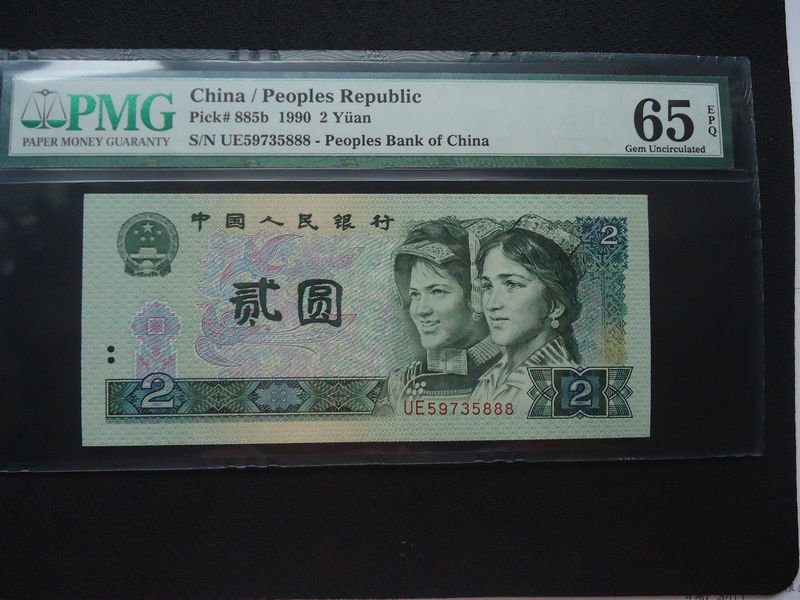 PMG
PAPER MONEY GUARANTY
China / Peoples Republic
Pick# 885b 1990 2 Yüan
S/N UE59735888 - Peoples Bank of China
65
EPQ
Gem Uncirculated
中国人民银行
2
贰圆
2
UE59735888
2